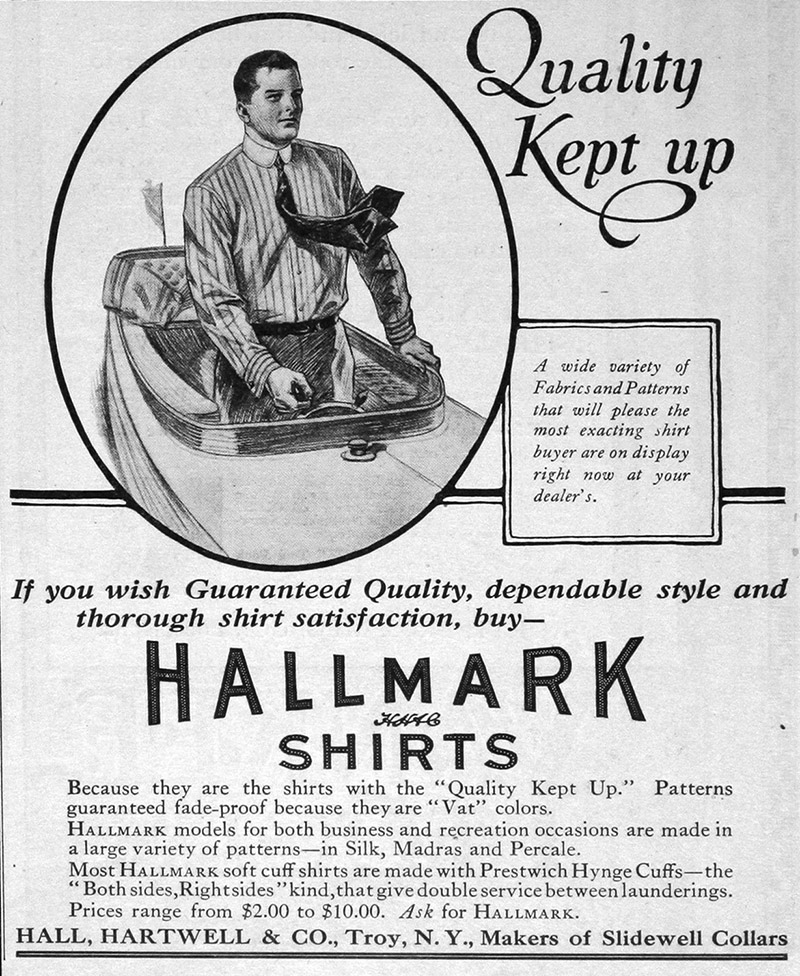 Quality
Kept up
A wide variety of
Fabrics and Patterns
that will please the
most exacting shirt
buyer are on display
right now at your
dealer's.
If you wish Guaranteed Quality, dependable style and
thorough shirt satisfaction, buy—
HALLMARK
HH&C
SHIRTS
Because they are the shirts with the "Quality Kept Up." Patterns
guaranteed fade-proof because they are "Vat" colors.
HALLMARK models for both business and recreation occasions are made in
a large variety of patterns—in Silk, Madras and Percale.
Most HALLMARK soft cuff shirts are made with Prestwich Hynge Cuffs—the
"Both sides, Right sides" kind, that give double service between launderings.
Prices range from $2.00 to $10.00. Ask for HALLMARK.
HALL, HARTWELL & CO., Troy, N. Y., Makers of Slidewell Collars